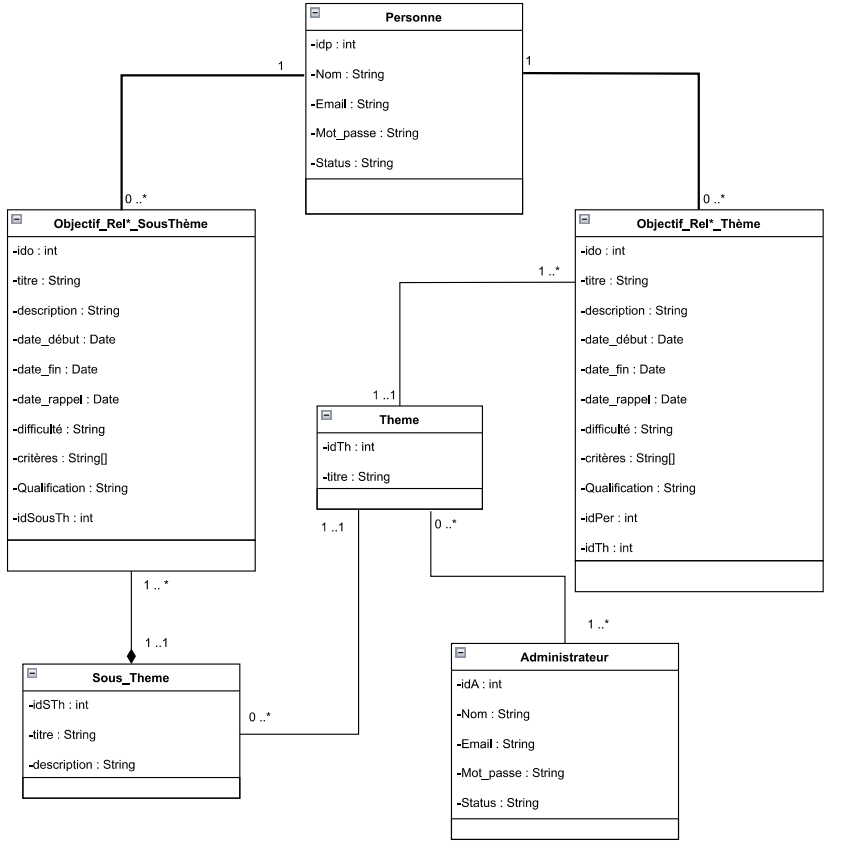 Personne
-idp : int
-Nom : String
-Email : String
-Mot_passe : String
-Status : String
1
1
0 ..*
0 ..*
Objectif_Rel*_SousThème
-ido : int
-titre : String
-description : String
-date_début : Date
-date_fin : Date
-date_rappel : Date
-difficulté : String
-critères : String[]
-Qualification : String
-idSousTh : int
Objectif_Rel*_Thème
-ido : int
-titre : String
-description : String
-date_début : Date
-date_fin : Date
-date_rappel : Date
-difficulté : String
-critères : String[]
-Qualification : String
-idPer : int
-idTh : int
1 ..*
1 ..1
Theme
-idTh : int
-titre : String
1 ..1
0 ..*
1 .. *
1 ..1
1 ..*
Sous_Theme
-idSTh : int
-titre : String
-description : String
0 ..*
Administrateur
-idA : int
-Nom : String
-Email : String
-Mot_passe : String
-Status : String